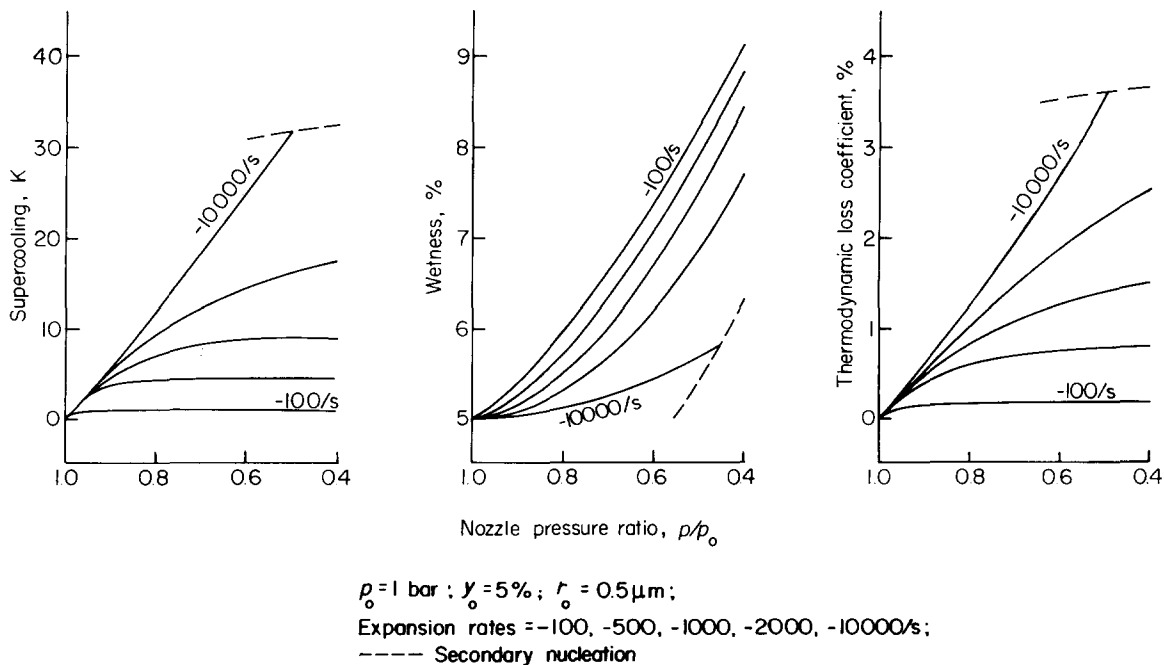 Supercooling, K
40
30
20
10
0
1.0
0.8
0.6
0.4
-10000/s
-100/s
Wetness, %
9
8
7
6
5
1.0
0.8
0.6
0.4
-100/s
-10000/s
Thermodynamic loss coefficient, %
4
3
2
1
0
1.0
0.8
0.6
0.4
-10000/s
-100/s
Nozzle pressure ratio, p/p₀
p₀ = 1 bar ; y₀ = 5% ; r₀ = 0.5 μm ;
Expansion rates = -100, -500, -1000, -2000, -10000/s ;
---- Secondary nucleation